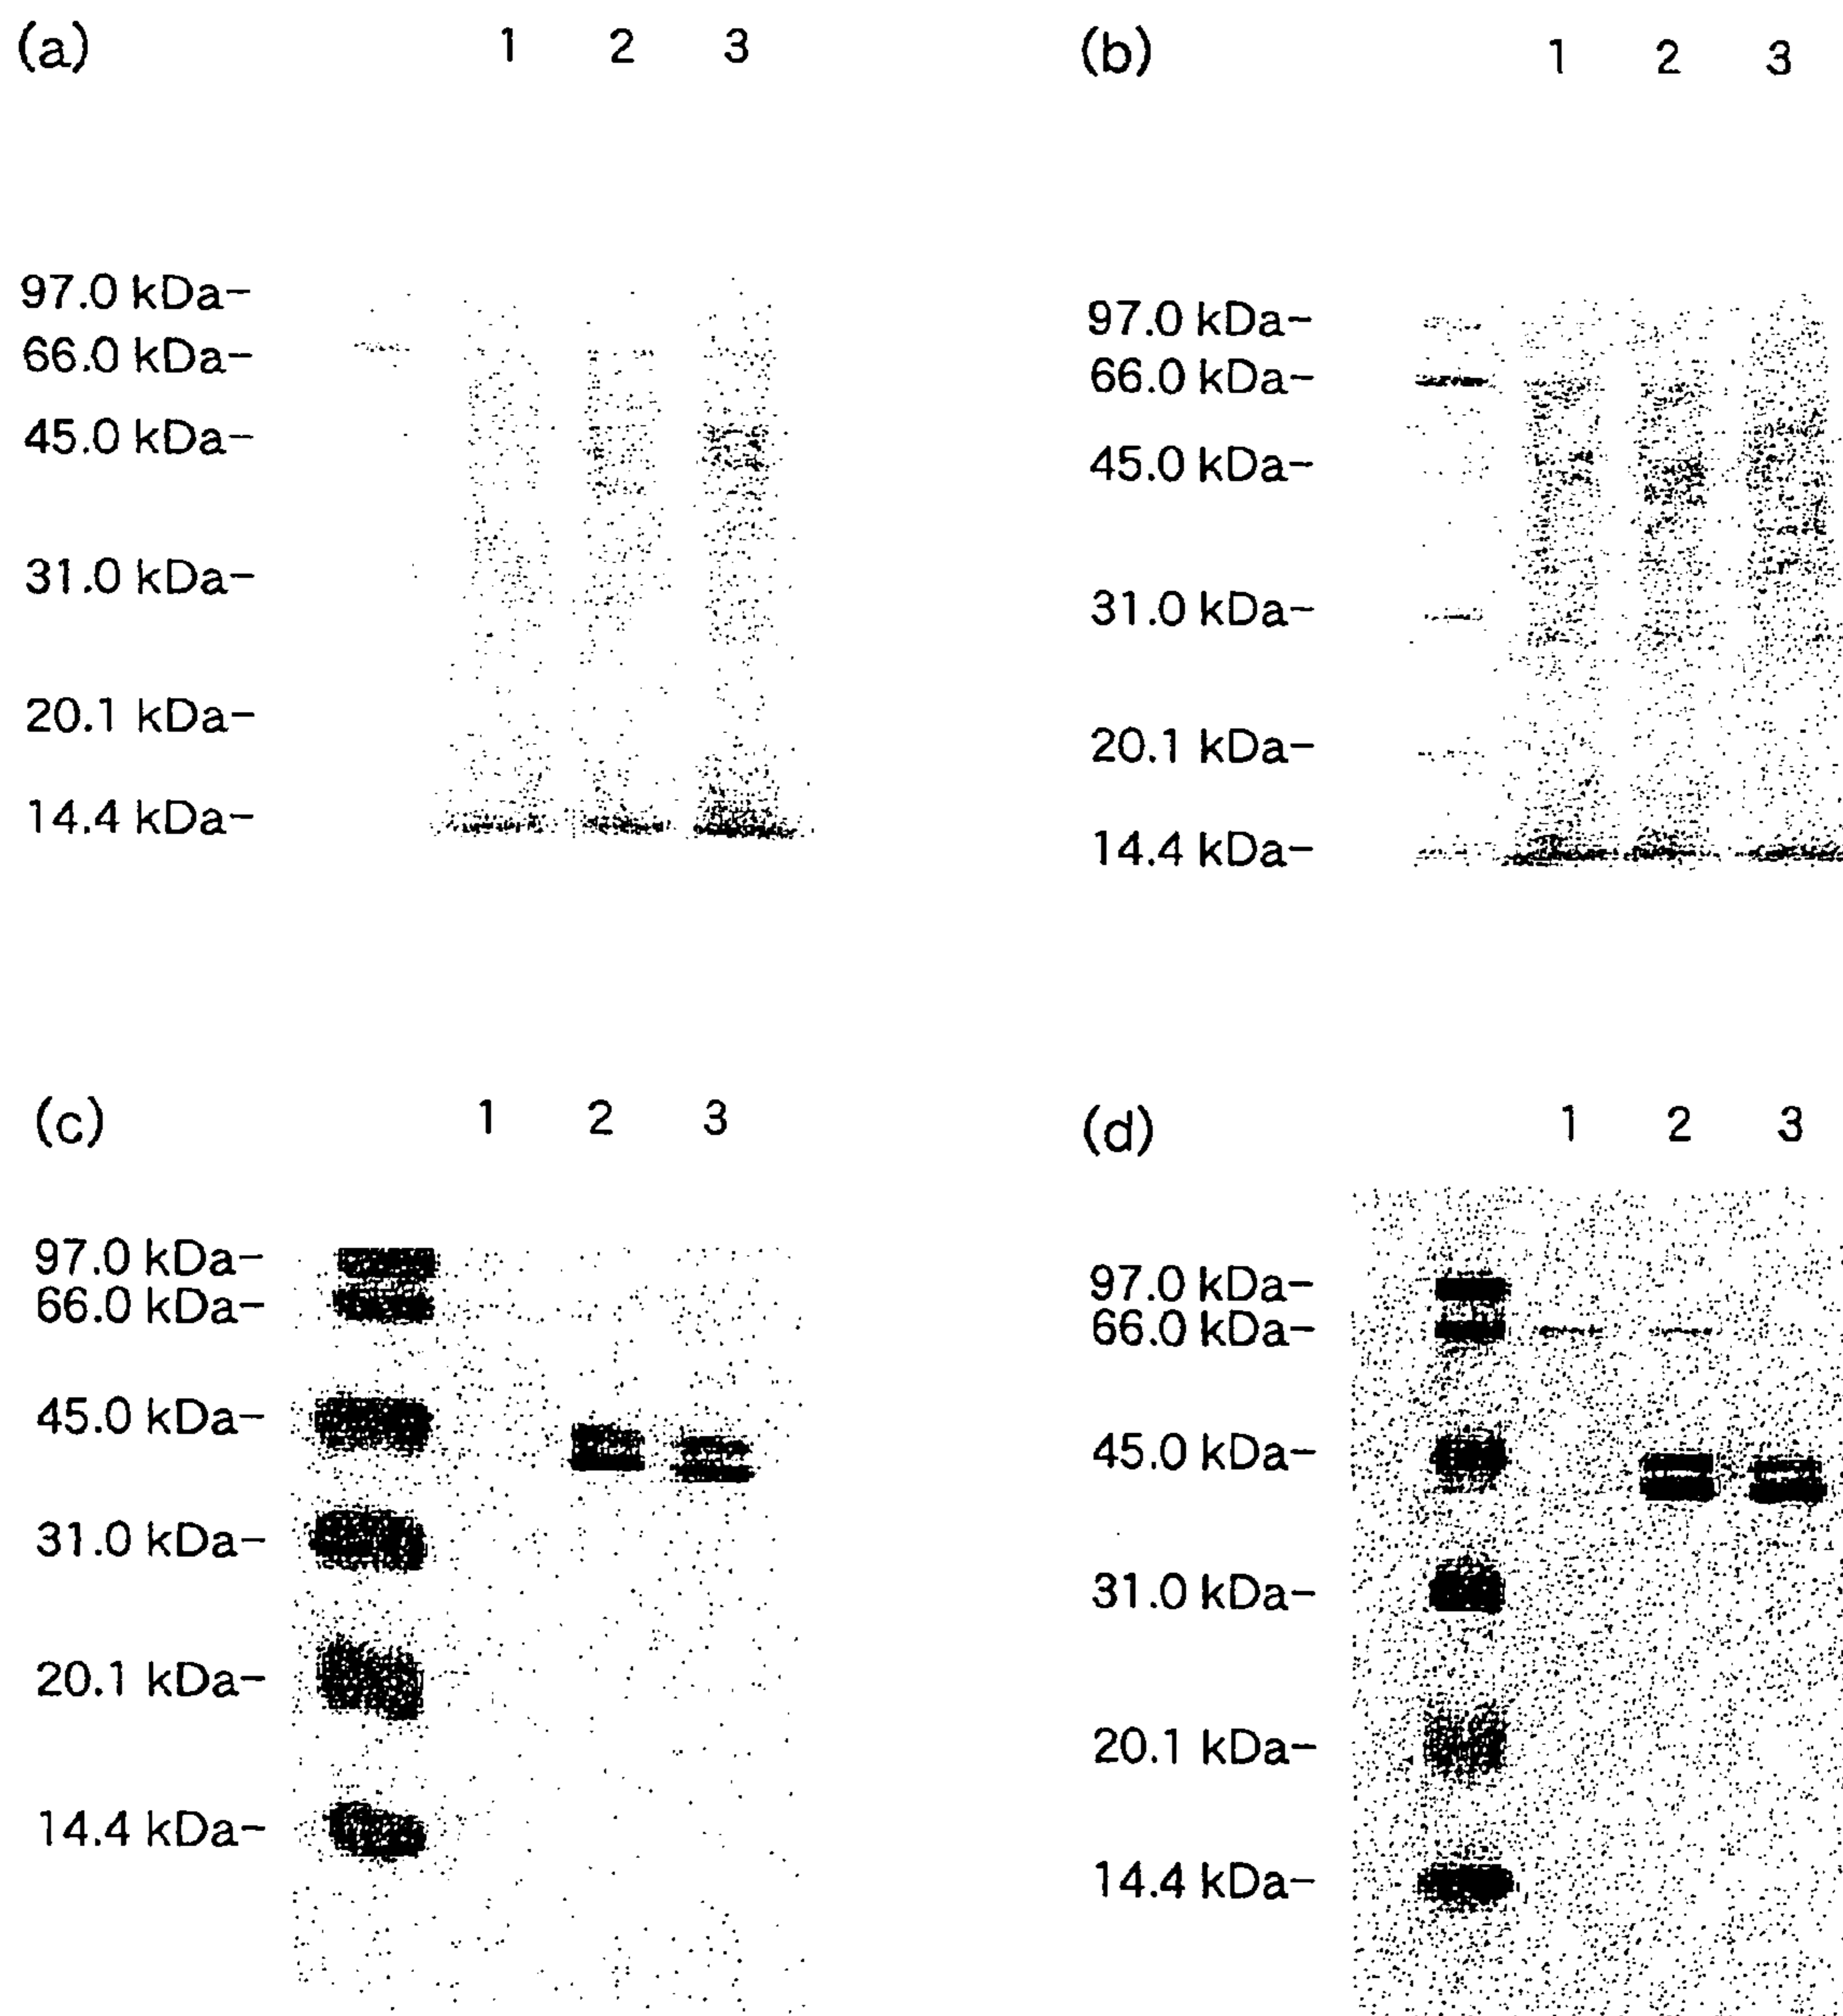 (a) 1 2 3
97.0 kDa-
66.0 kDa-
45.0 kDa-
31.0 kDa-
20.1 kDa-
14.4 kDa-
(b) 1 2 3
97.0 kDa-
66.0 kDa-
45.0 kDa-
31.0 kDa-
20.1 kDa-
14.4 kDa-
(c) 1 2 3
97.0 kDa-
66.0 kDa-
45.0 kDa-
31.0 kDa-
20.1 kDa-
14.4 kDa-
(d) 1 2 3
97.0 kDa-
66.0 kDa-
45.0 kDa-
31.0 kDa-
20.1 kDa-
14.4 kDa-